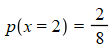 p(x = 2) = 2/8